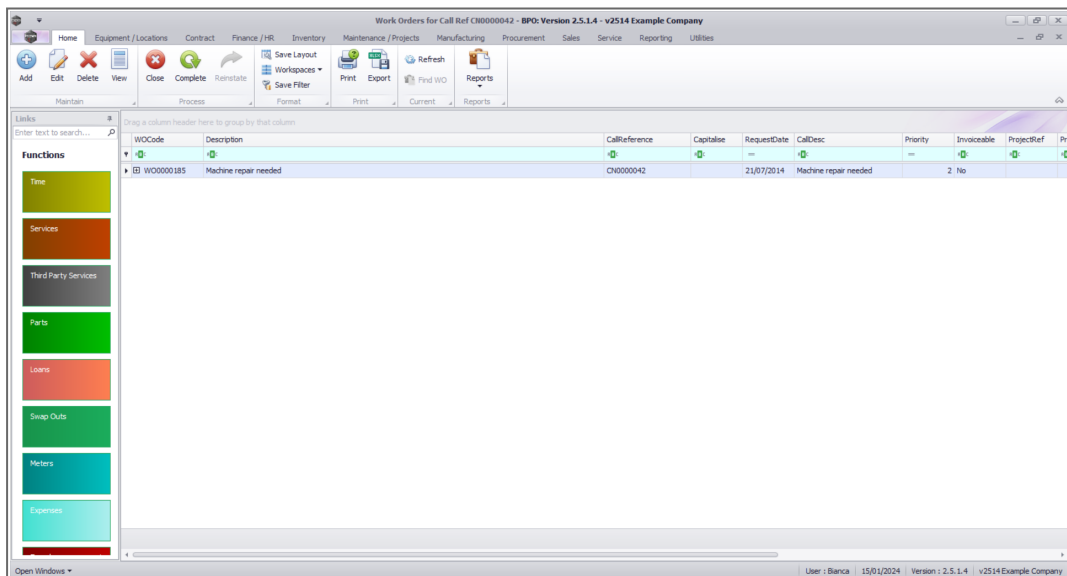 Work Orders for Call Ref CN0000042 - BPO: Version 2.5.1.4 - v2514 Example Company
Home Equipment / Locations Contract Finance / HR Inventory Maintenance / Projects Manufacturing Procurement Sales Service Reporting Utilities
Add Edit Delete View Close Complete Reinstate Save Layout Workspaces Save Filter Print Export Refresh Find WO Reports
Maintain Process Format Print Current Reports
Links
Drag a column header here to group by that column
Enter text to search...
WOCode Description CallReference Capitalise RequestDate CallDesc Priority Invoiceable ProjectRef
Functions
WO0000185 Machine repair needed CN0000042 21/07/2014 Machine repair needed 2 No
Time
Services
Third Party Services
Parts
Loans
Swap Outs
Meters
Expenses
Open Windows User : Bianca 15/01/2024 Version : 2.5.1.4 v2514 Example Company